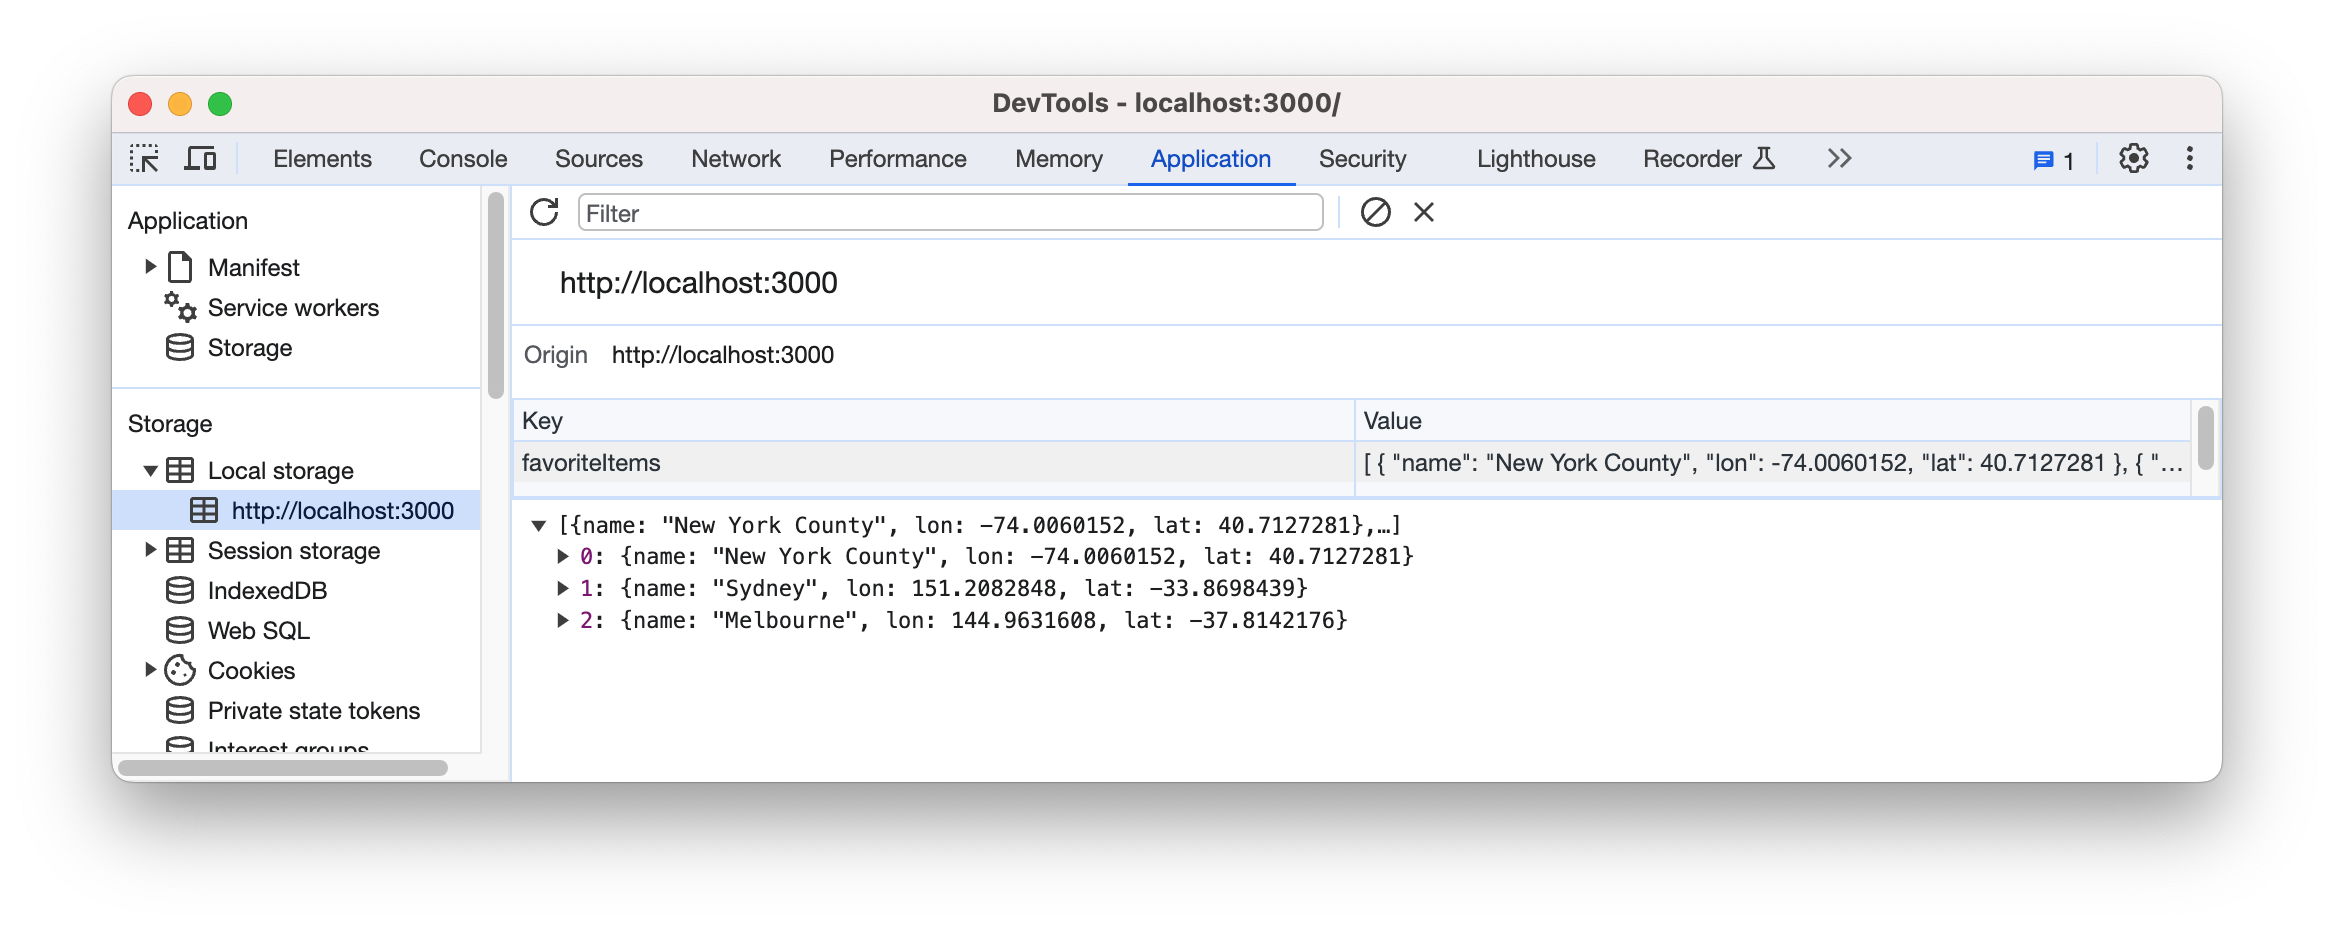 DevTools - localhost:3000/
Elements Console Sources Network Performance Memory Application Security Lighthouse Recorder 1
Application
Manifest
Service workers
Storage
Storage
Local storage
http://localhost:3000
Session storage
IndexedDB
Web SQL
Cookies
Private state tokens
Interest groups
Filter
http://localhost:3000
Origin http://localhost:3000
Key Value
favoriteItems [ { "name": "New York County", "lon": -74.0060152, "lat": 40.7127281 }, { "...
[{name: "New York County", lon: -74.0060152, lat: 40.7127281},…]
0: {name: "New York County", lon: -74.0060152, lat: 40.7127281}
1: {name: "Sydney", lon: 151.2082848, lat: -33.8698439}
2: {name: "Melbourne", lon: 144.9631608, lat: -37.8142176}